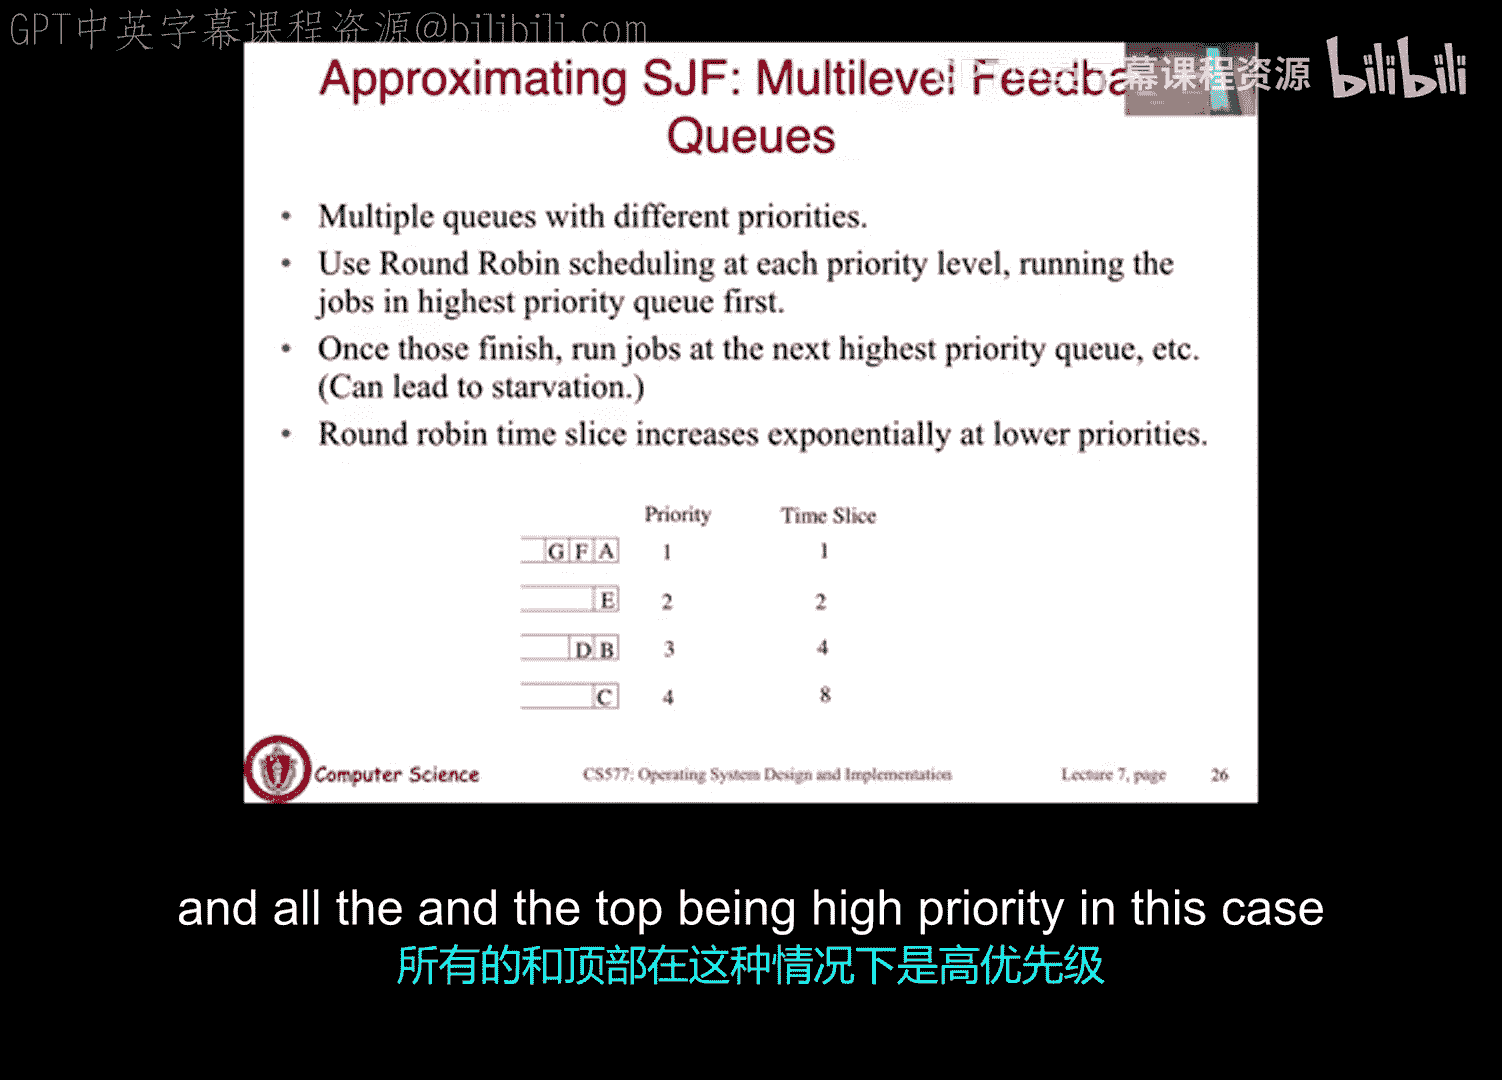 GPT中英字幕课程资源@bilibili.com
幕课程资源 bilibili
Approximating SJF: Multilevel Feedba
Queues
• Multiple queues with different priorities.
• Use Round Robin scheduling at each priority level, running the
jobs in highest priority queue first.
• Once those finish, run jobs at the next highest priority queue, etc.
(Can lead to starvation.)
• Round robin time slice increases exponentially at lower priorities.
Priority Time Slice
G F A 1 1
E 2 2
D B 3 4
C 4 8
Computer Science CS577: Operating System Design and Implementation Lecture 7, page 26
and all the and the top being high priority in this case
所有的和顶部在这种情况下是高优先级